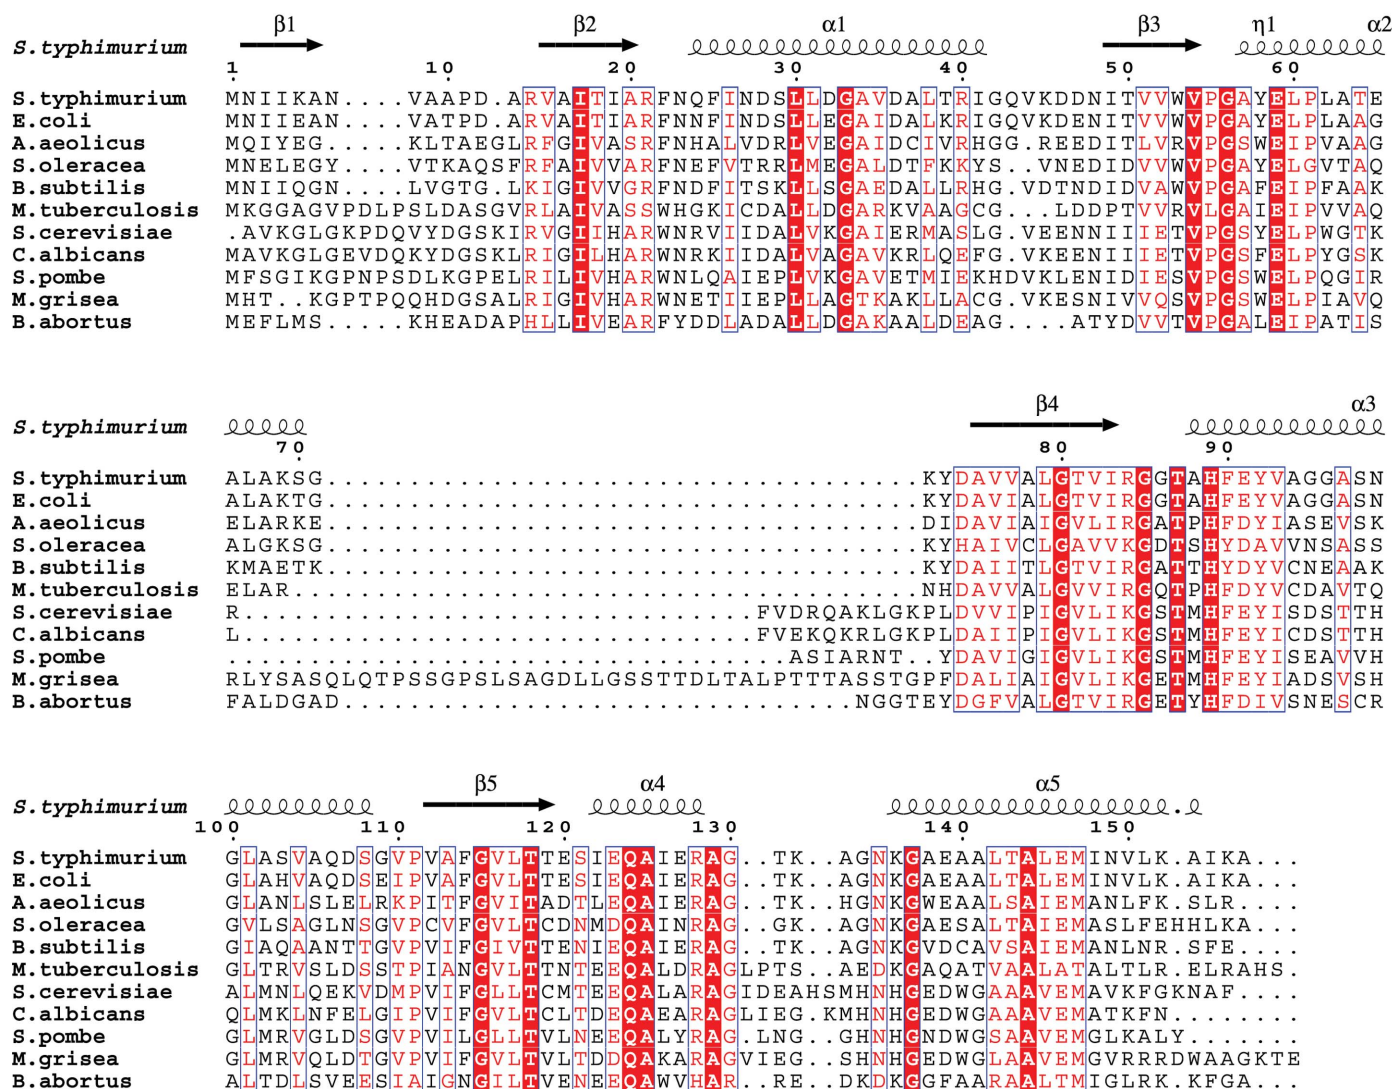 β1 β2 α1 β3 η1 α2
S.typhimurium
1 10 20 30 40 50 60
S.typhimurium MNIIKAN....VAAPD.ARVAITIARFNQFINDSLLDGAVDALTRIGQVKDDNITVVWVPGAYELPLATE
E.coli MNIIEAN....VATPD.ARVAITIARFNNFINDSLLEGAIDALKRIGQVKDENITVVWVPGAYELPLAAG
A.aeolicus MQIYEG.....KLTAEGLRFGIVASRFNHALVDRLVEGAIDCIVRHGG.REEDITLVRVPGSWEIPVAAG
S.oleracea MNELEGY....VTKAQSFRFAIVVARFNEFVTRRLMEGALDTFKKYS..VNEDIDVVWVPGAYELGVTAQ
B.subtilis MNIIQGN....LVGTG.LKIGIVVGRFNDFITSKLLSGAEDALLRHG.VDTNDIDVAWVPGAFEIPFAAK
M.tuberculosis MKGGAGVPDLPSLDASGVRLAIVASSWHGKICDALLDGARKVAAGCG...LDDPTVVRVLGAIEIPVVAQ
S.cerevisiae .AVKGLGKPDQVYDGSKIRVGIIHARWNRVIIDALVKGAIERMASLG.VEENNIIIETVPGSYELPWGTK
C.albicans MAVKGLGEVDQKYDGSKLRIGILHARWNRKIIDALVAGAVKRLQEFG.VKEENIIIETVPGSFELPYGSK
S.pombe MFSGIKGPNPSDLKGPELRILIVHARWNLQAIEPLVKGAVETMIEKHDVKLENIDIESVPGSWELPQGIR
M.grisea MHT..KGPTPQQHDGSALRIGIVHARWNETIIEPLLAGTKAKLLACG.VKESNIVVQSVPGSWELPIAVQ
B.abortus MEFLMS.....KHEADAPHLLIVEARFYDDLADALLDGAKAALDEAG....ATYDVVTVPGALEIPATIS
β4 α3
S.typhimurium
70 80 90
S.typhimurium ALAKSG....................................KYDAVVALGTVIRGGTAHFEYVAGGASN
E.coli ALAKTG....................................KYDAVIALGTVIRGGTAHFEYVAGGASN
A.aeolicus ELARKE....................................DIDAVIAIGVLIRGATPHFDYIASEVSK
S.oleracea ALGKSG....................................KYHAIVCLGAVVKGDTSHYDAVVNSASS
B.subtilis KMAETK....................................KYDAIITLGTVIRGATTHYDYVCNEAAK
M.tuberculosis ELAR......................................NHDAVVALGVVIRGQTPHFDYVCDAVTQ
S.cerevisiae R...............................FVDRQAKLGKPLDVVIPIGVLIKGSTMHFEYISDSTTH
C.albicans L...............................FVEKQKRLGKPLDAIIPIGVLIKGSTMHFEYICDSTTH
S.pombe ..................................ASIARNT..YDAVIGIGVLIKGSTMHFEYISEAVVH
M.grisea RLYSASQLQTPSSGPSLSAGDLLGSSTTDLTALPTTTASSTGPFDALIAIGVLIKGETMHFEYIADSVSH
B.abortus FALDGAD...............................NGGTEYDGFVALGTVIRGETYHFDIVSNESCR
β5 α4 α5
S.typhimurium
100 110 120 130 140 150
S.typhimurium GLASVAQDSGVPVAFGVLTTESIEQAIERAG..TK..AGNKGAEAALTALEMINVLK.AIKA...
E.coli GLAHVAQDSEIPVAFGVLTTESIEQAIERAG..TK..AGNKGAEAALTALEMINVLK.AIKA...
A.aeolicus GLANLSLELRKPITFGVITADTLEQAIERAG..TK..HGNKGWEAALSAIEMANLFK.SLR....
S.oleracea GVLSAGLNSGVPCVFGVLTCDNMDQAINRAG..GK..AGNKGAESALTAIEMASLFEHHLKA...
B.subtilis GIAQAANTTGVPVIFGIVTTENIEQAIERAG..TK..AGNKGVDCAVSAIEMANLNR.SFE....
M.tuberculosis GLTRVSLDSSTPIANGVLTTNTEEQALDRAGLPTS..AEDKGAQATVAALATALTLR.ELRAHS.
S.cerevisiae ALMNLQEKVDMPVIFGLLTCMTEEQALARAGIDEAHSMHNHGEDWGAAAVEMAVKFGKNAF....
C.albicans QLMKLNFELGIPVIFGVLTCLTDEQAEARAGLIEG.KMHNHGEDWGAAAVEMATKFN........
S.pombe GLMRVGLDSGVPVILGLLTVLNEEQALYRAG.LNG..GHNHGNDWGSAAVEMGLKALY.......
M.grisea GLMRVQLDTGVPVIFGVLTVLTDDQAKARAGVIEG..SHNHGEDWGLAAVEMGVRRRDWAAGKTE
B.abortus ALTDLSVEESIAIGNGILTVENEEQAWVHAR..RE..DKDKGGFAARAALTMIGLRK.KFGA...